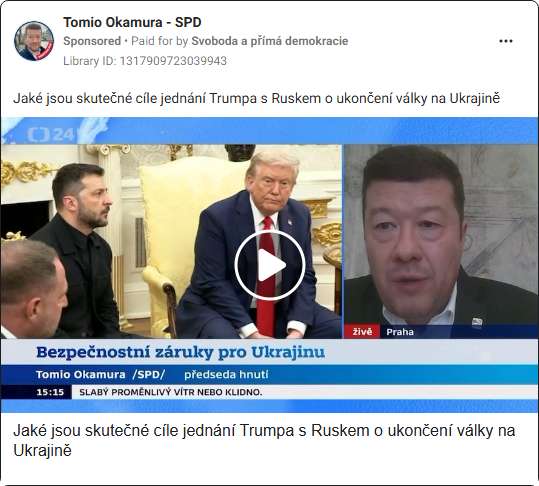 Tomio Okamura - SPD
Sponsored • Paid for by Svoboda a přímá demokracie
Library ID: 1317909723039943
Jaké jsou skutečné cíle jednání Trumpa s Ruskem o ukončení války na Ukrajině
ČT24
živě Praha
Bezpečnostní záruky pro Ukrajinu
Tomio Okamura /SPD/ předseda hnutí
15:15 SLABÝ PROMĚNLIVÝ VÍTR NEBO KLIDNO.
Jaké jsou skutečné cíle jednání Trumpa s Ruskem o ukončení války na
Ukrajině